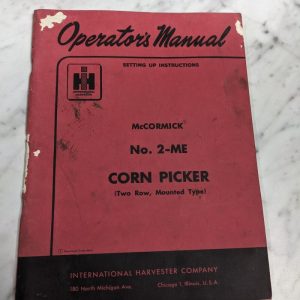 Operator's Manual
SETTING UP INSTRUCTIONS
IH
McCORMICK
No. 2-ME
CORN PICKER
(Two Row, Mounted Type)
INTERNATIONAL HARVESTER COMPANY
180 North Michigan Ave.
Chicago 1, Illinois, U.S.A.